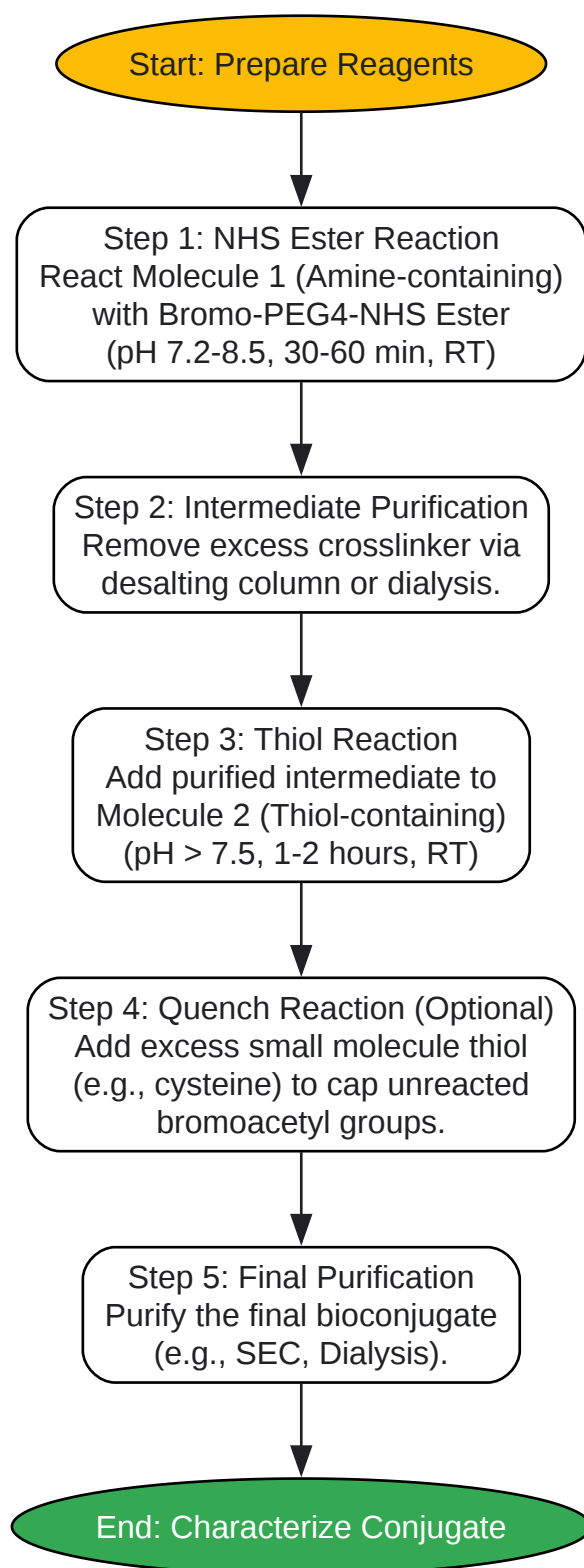 Start: Prepare Reagents
Step 1: NHS Ester Reaction
React Molecule 1 (Amine-containing)
with Bromo-PEG4-NHS Ester
(pH 7.2-8.5, 30-60 min, RT)
Step 2: Intermediate Purification
Remove excess crosslinker via
desalting column or dialysis.
Step 3: Thiol Reaction
Add purified intermediate to
Molecule 2 (Thiol-containing)
(pH > 7.5, 1-2 hours, RT)
Step 4: Quench Reaction (Optional)
Add excess small molecule thiol
(e.g., cysteine) to cap unreacted
bromoacetyl groups.
Step 5: Final Purification
Purify the final bioconjugate
(e.g., SEC, Dialysis).
End: Characterize Conjugate